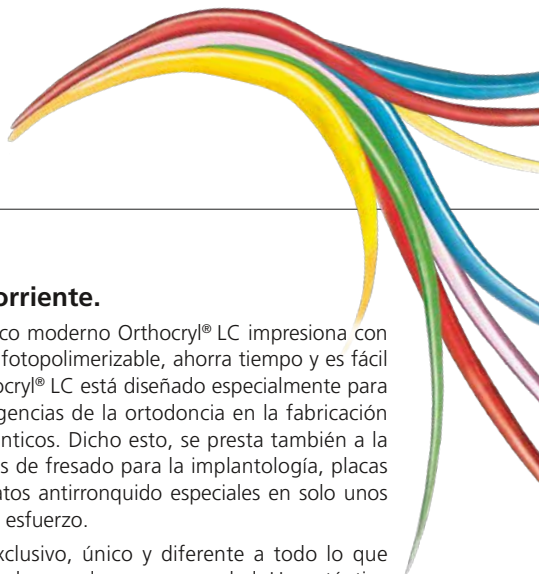 orriente.
co moderno Orthocryl® LC impresiona con
fotopolimerizable, ahorra tiempo y es fácil
ocryl® LC está diseñado especialmente para
gencias de la ortodoncia en la fabricación
nticos. Dicho esto, se presta también a la
s de fresado para la implantología, placas
tos antirronquido especiales en solo unos
esfuerzo.
xclusivo, único y diferente a todo lo que